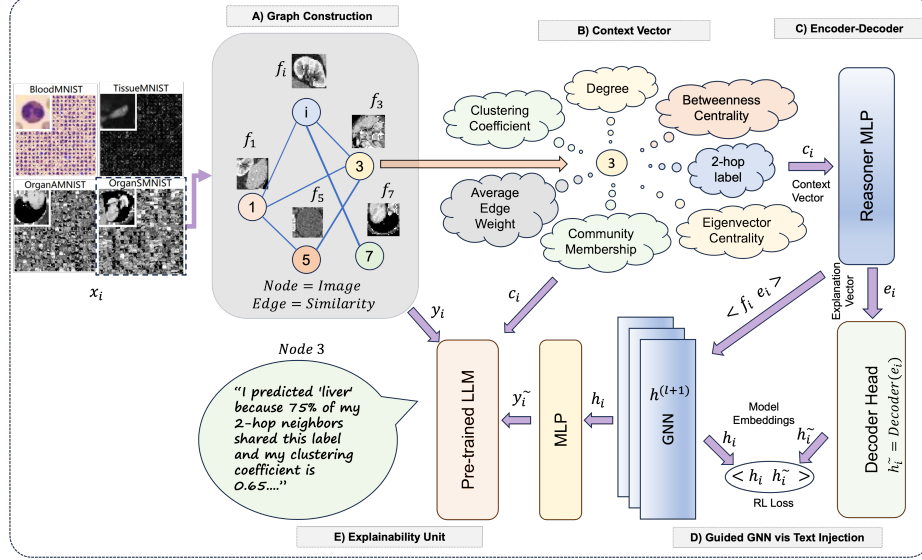 A) Graph Construction
B) Context Vector
C) Encoder-Decoder
BloodMNIST
TissueMNIST
OrganAMNIST
OrganSMNIST
x_i
f_i
f_1
f_3
f_5
f_7
i
1
3
5
7
Node = Image
Edge = Similarity
Clustering
Coefficient
Degree
Betweenness
Centrality
3
2-hop
label
Average
Edge
Weight
Community
Membership
Eigenvector
Centrality
c_i
Context
Vector
Reasoner MLP
Explanation
Vector
e_i
< f_i e_i >
y_i
c_i
Node 3
“I predicted 'liver'
because 75% of my
2-hop neighbors
shared this label
and my clustering
coefficient is
0.65....”
Pre-trained LLM
y_i^~
MLP
h_i
h^(l+1)
GNN
Model
Embeddings
h_i
h_i^~
< h_i h_i^~ >
RL Loss
Decoder Head
h_i^~ = Decoder(e_i)
E) Explainability Unit
D) Guided GNN vis Text Injection